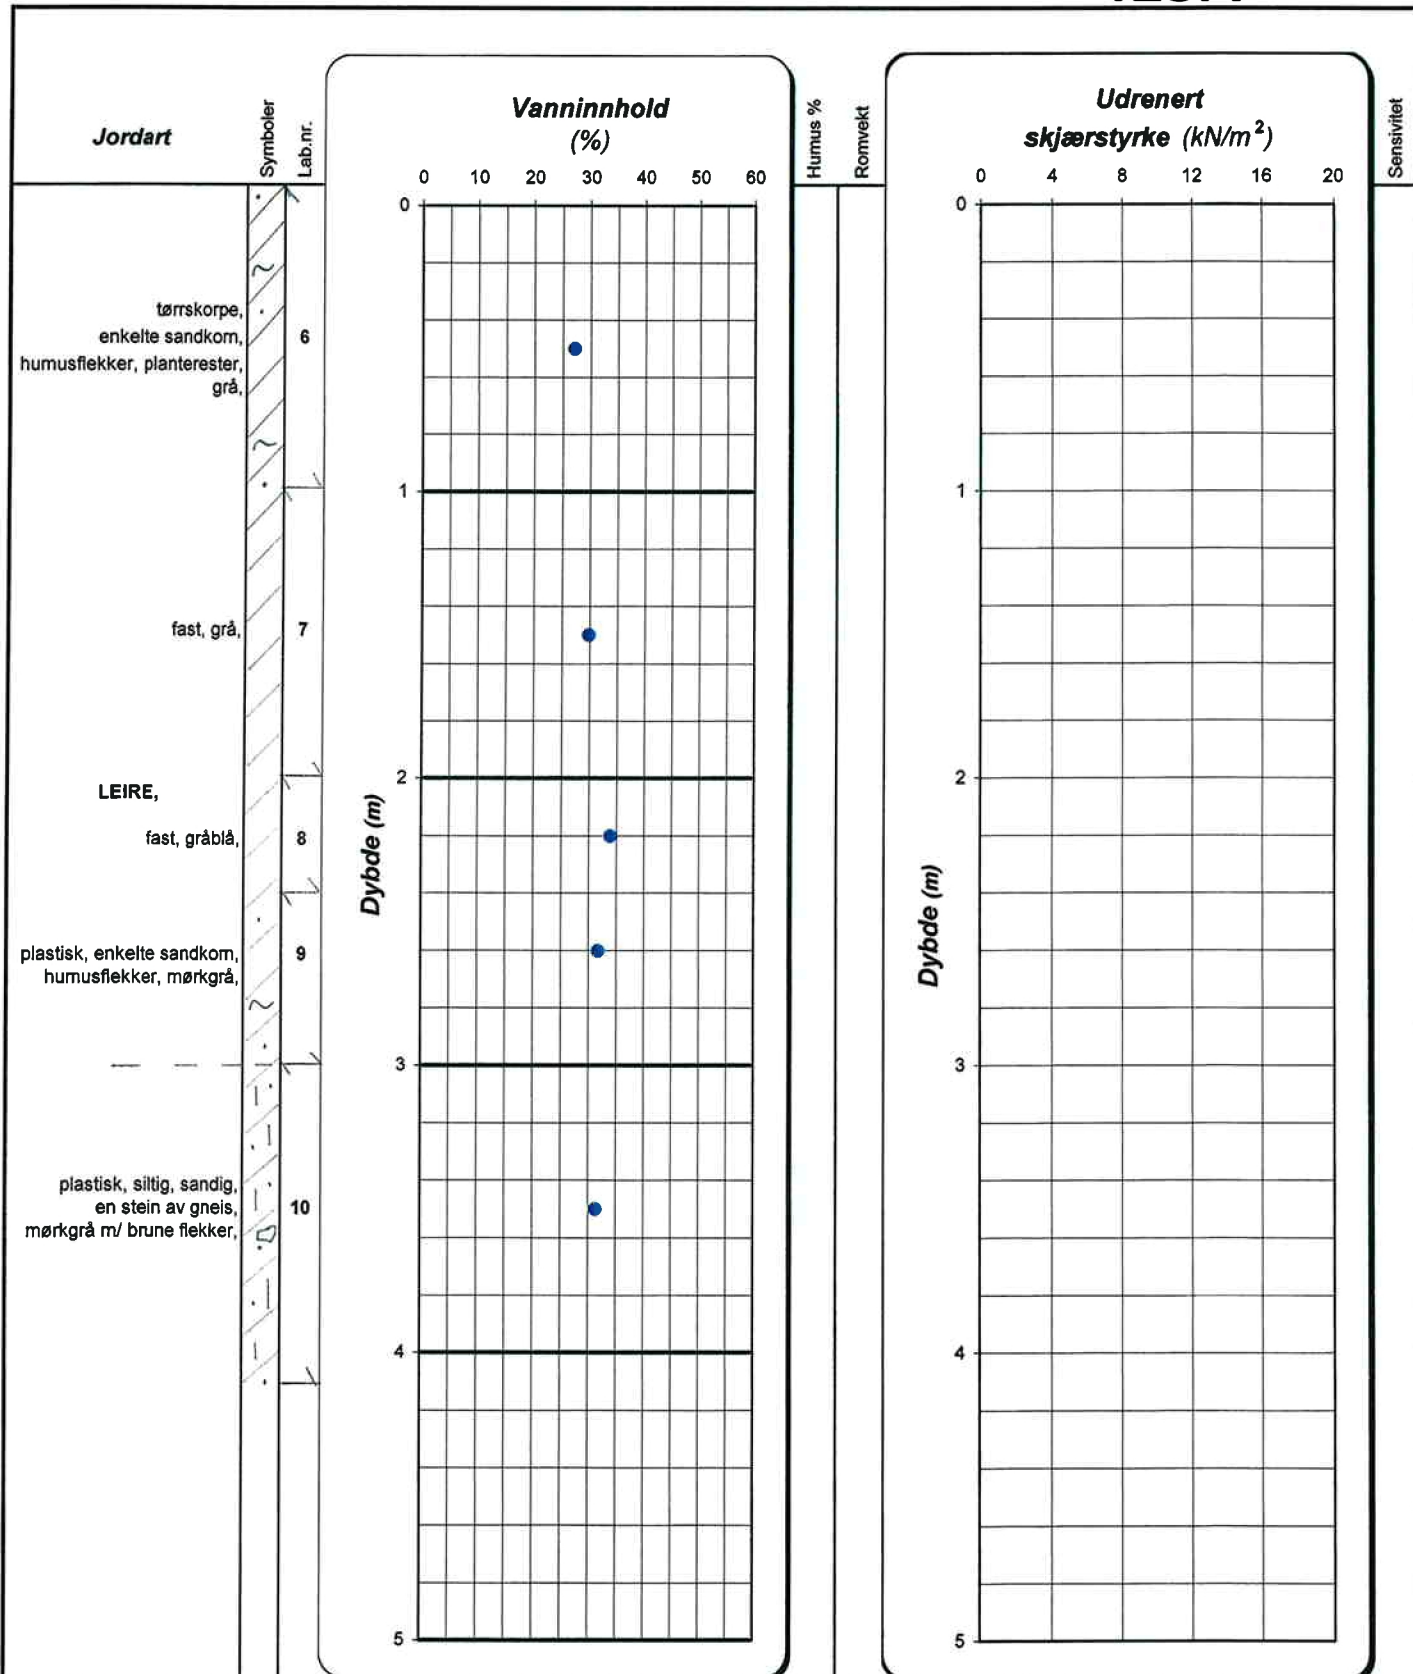 Jordart
Symboler
Lab.nr.
Vanninnhold
(%)
0 10 20 30 40 50 60
Humus %
Romvekt
Udrenert
skjærstyrke (kN/m²)
0 4 8 12 16 20
Sensivitet
0
0
tørrskorpe,
enkelte sandkorn,
6
humusflekker, planterester,
grå,
1
1
fast, grå,
7
2
2
LEIRE,
fast, gråblå,
8
Dybde (m)
Dybde (m)
plastisk, enkelte sandkorn,
9
humusflekker, mørkgrå,
3
3
plastisk, siltig, sandig,
en stein av gneis,
10
mørkgrå m/ brune flekker,
4
4
5
5